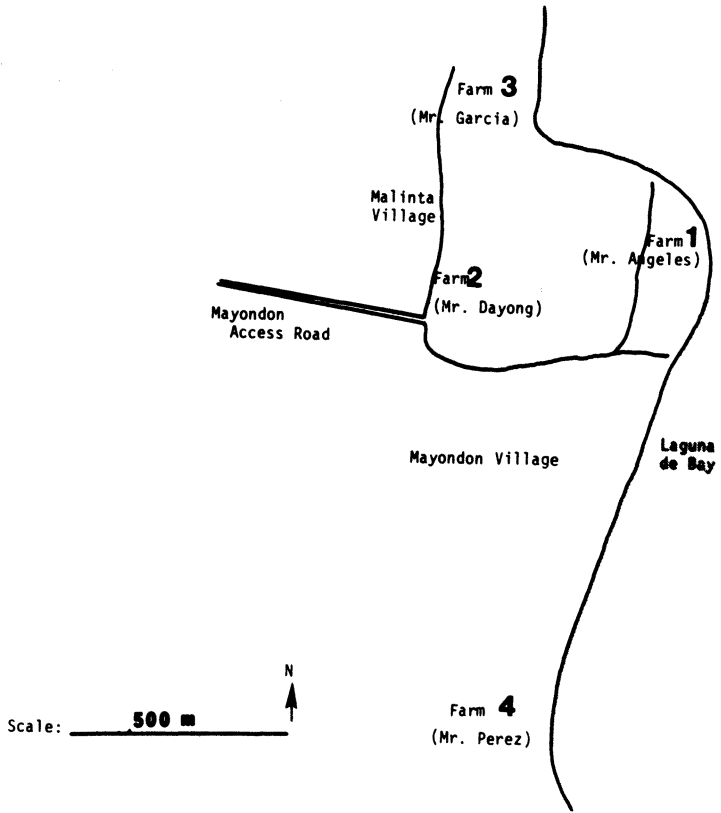 Farm 3
(Mr. Garcia)
Malinta
Village
Farm 1
(Mr. Angeles)
Farm 2
(Mr. Dayong)
Mayondon
Access Road
Mayondon Village
Laguna
de Bay
N
Farm 4
(Mr. Perez)
Scale: 500 m